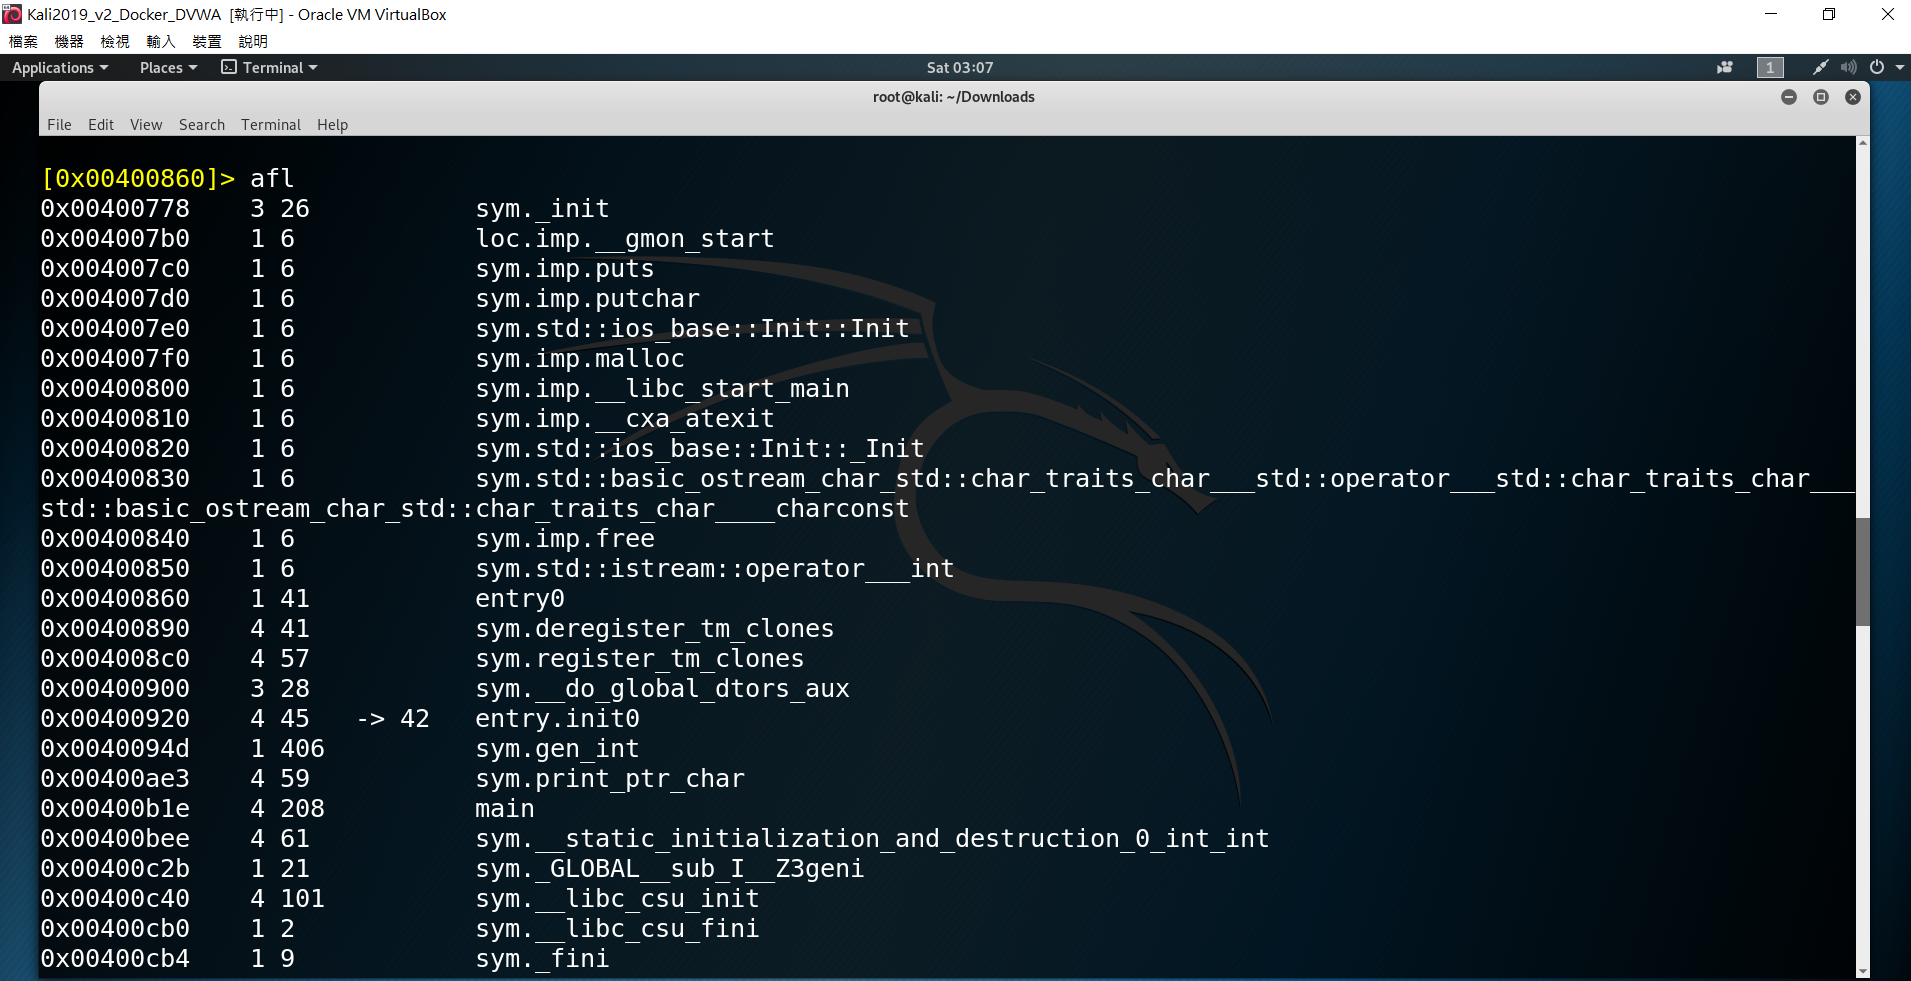 Kali2019_v2_Docker_DVWA [執行中] - Oracle VM VirtualBox
檔案 機器 檢視 輸入 裝置 說明
Applications Places Terminal Sat 03:07 1
root@kali: ~/Downloads
File Edit View Search Terminal Help
[0x00400860]> afl
0x00400778 3 26 sym._init
0x004007b0 1 6 loc.imp.__gmon_start
0x004007c0 1 6 sym.imp.puts
0x004007d0 1 6 sym.imp.putchar
0x004007e0 1 6 sym.std::ios_base::Init::Init
0x004007f0 1 6 sym.imp.malloc
0x00400800 1 6 sym.imp.__libc_start_main
0x00400810 1 6 sym.imp.__cxa_atexit
0x00400820 1 6 sym.std::ios_base::Init::_Init
0x00400830 1 6 sym.std::basic_ostream_char_std::char_traits_char___std::operator___std::char_traits_char___
std::basic_ostream_char_std::char_traits_char____charconst
0x00400840 1 6 sym.imp.free
0x00400850 1 6 sym.std::istream::operator___int
0x00400860 1 41 entry0
0x00400890 4 41 sym.deregister_tm_clones
0x004008c0 4 57 sym.register_tm_clones
0x00400900 3 28 sym.__do_global_dtors_aux
0x00400920 4 45 -> 42 entry.init0
0x0040094d 1 406 sym.gen_int
0x00400ae3 4 59 sym.print_ptr_char
0x00400b1e 4 208 main
0x00400bee 4 61 sym.__static_initialization_and_destruction_0_int_int
0x00400c2b 1 21 sym._GLOBAL__sub_I__Z3geni
0x00400c40 4 101 sym.__libc_csu_init
0x00400cb0 1 2 sym.__libc_csu_fini
0x00400cb4 1 9 sym._fini